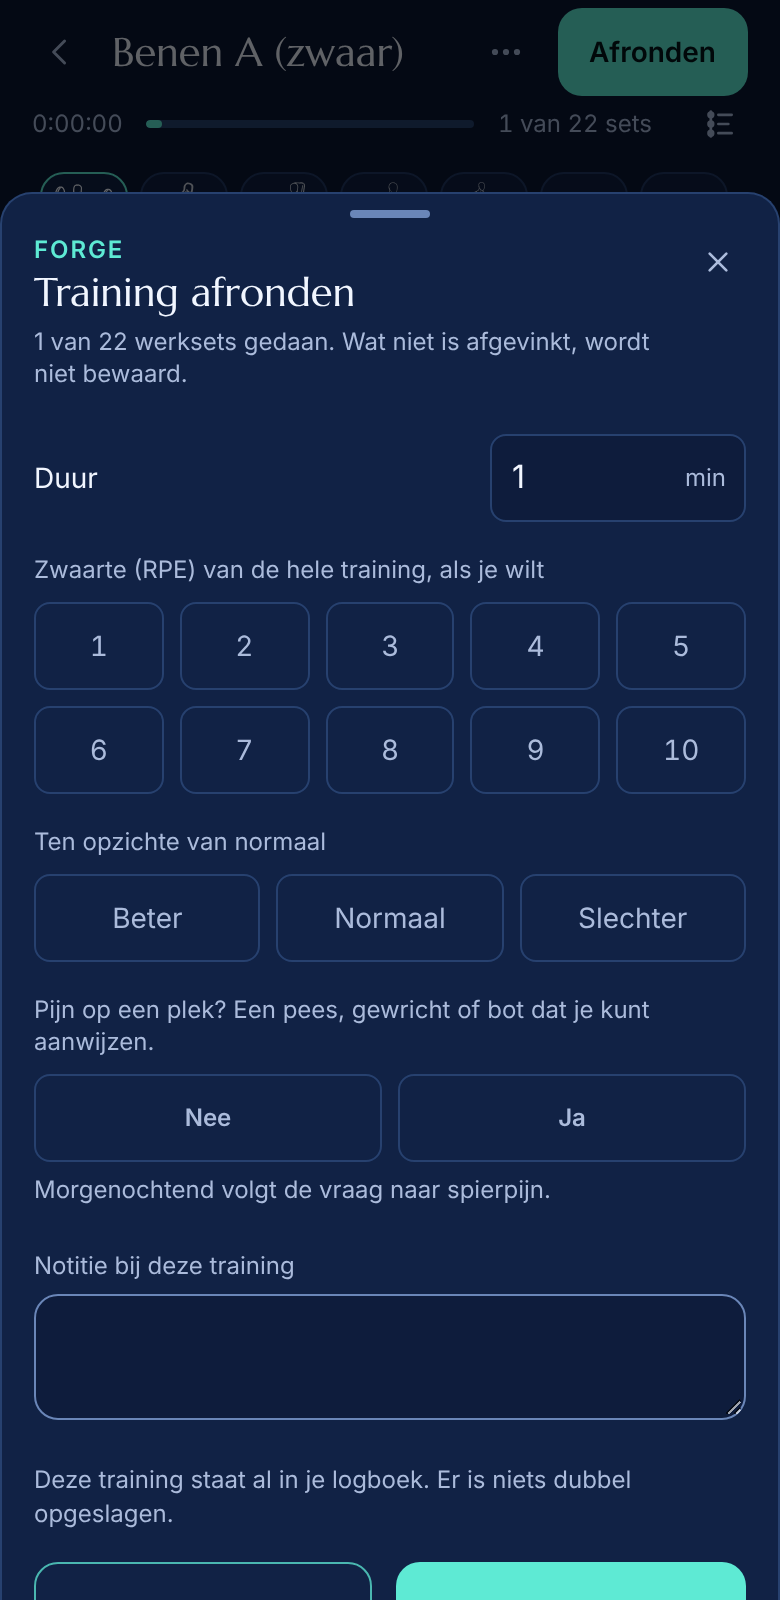 Benen A (zwaar)
Afronden
0:00:00
1 van 22 sets
FORGE
Training afronden
1 van 22 werksets gedaan. Wat niet is afgevinkt, wordt
niet bewaard.
Duur
1 min
Zwaarte (RPE) van de hele training, als je wilt
1 2 3 4 5
6 7 8 9 10
Ten opzichte van normaal
Beter Normaal Slechter
Pijn op een plek? Een pees, gewricht of bot dat je kunt
aanwijzen.
Nee Ja
Morgenochtend volgt de vraag naar spierpijn.
Notitie bij deze training
Deze training staat al in je logboek. Er is niets dubbel
opgeslagen.